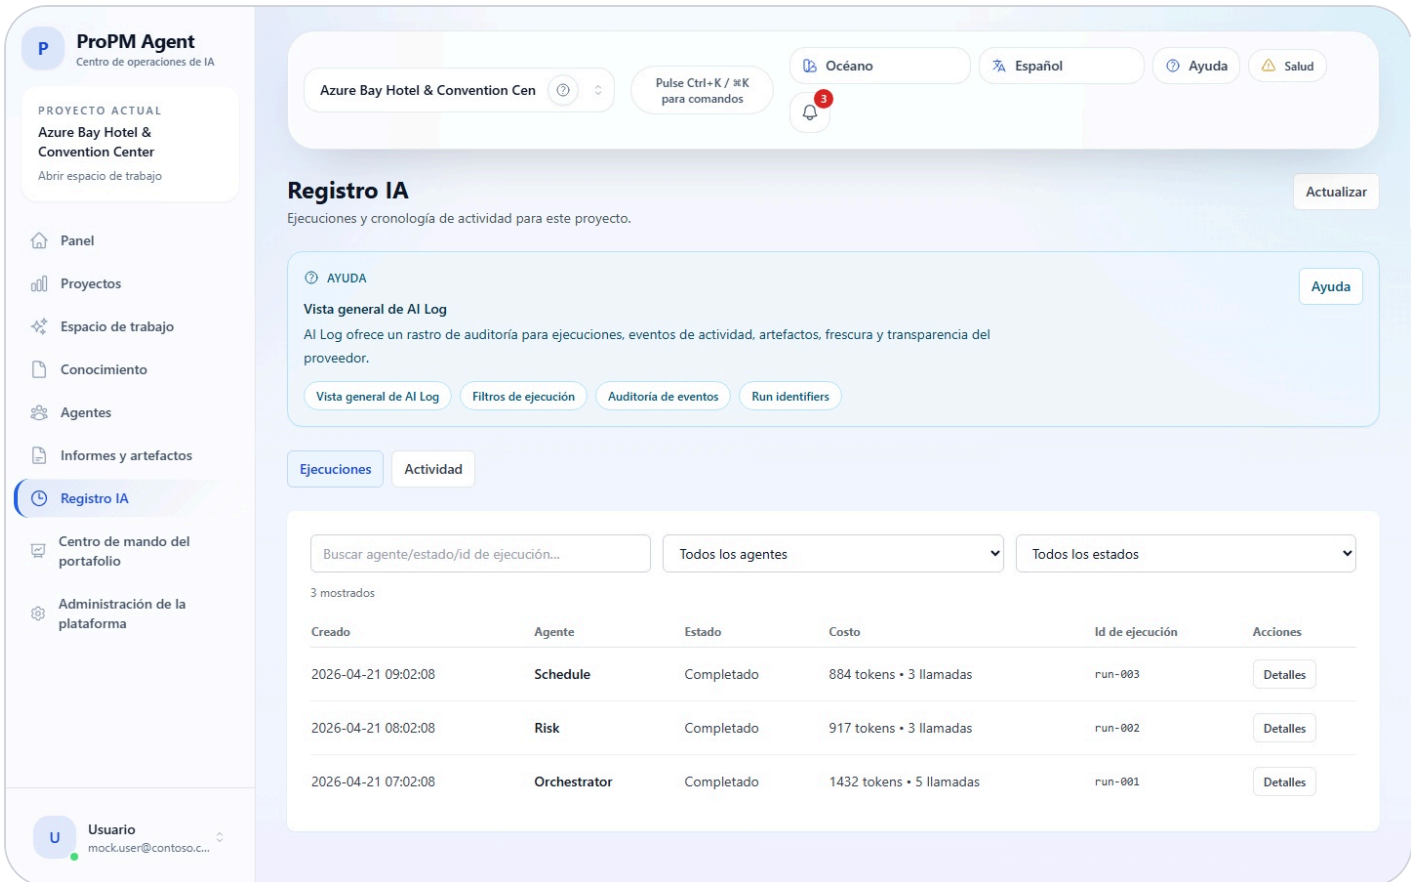 P
ProPM Agent
Centro de operaciones de IA
PROYECTO ACTUAL
Azure Bay Hotel &
Convention Center
Abrir espacio de trabajo
Panel
Proyectos
Espacio de trabajo
Conocimiento
Agentes
Informes y artefactos
Registro IA
Centro de mando del
portafolio
Administración de la
plataforma
U
Usuario
mock.user@contoso.c...
Azure Bay Hotel & Convention Cen
Pulse Ctrl+K / ⌘K
para comandos
Océano
Español
Ayuda
Salud
3
Registro IA
Ejecuciones y cronología de actividad para este proyecto.
Actualizar
AYUDA
Ayuda
Vista general de AI Log
AI Log ofrece un rastro de auditoría para ejecuciones, eventos de actividad, artefactos, frescura y transparencia del
proveedor.
Vista general de AI Log Filtros de ejecución Auditoría de eventos Run identifiers
Ejecuciones Actividad
Buscar agente/estado/id de ejecución... Todos los agentes Todos los estados
3 mostrados
Creado Agente Estado Costo Id de ejecución Acciones
2026-04-21 09:02:08 Schedule Completado 884 tokens • 3 llamadas run-003 Detalles
2026-04-21 08:02:08 Risk Completado 917 tokens • 3 llamadas run-002 Detalles
2026-04-21 07:02:08 Orchestrator Completado 1432 tokens • 5 llamadas run-001 Detalles